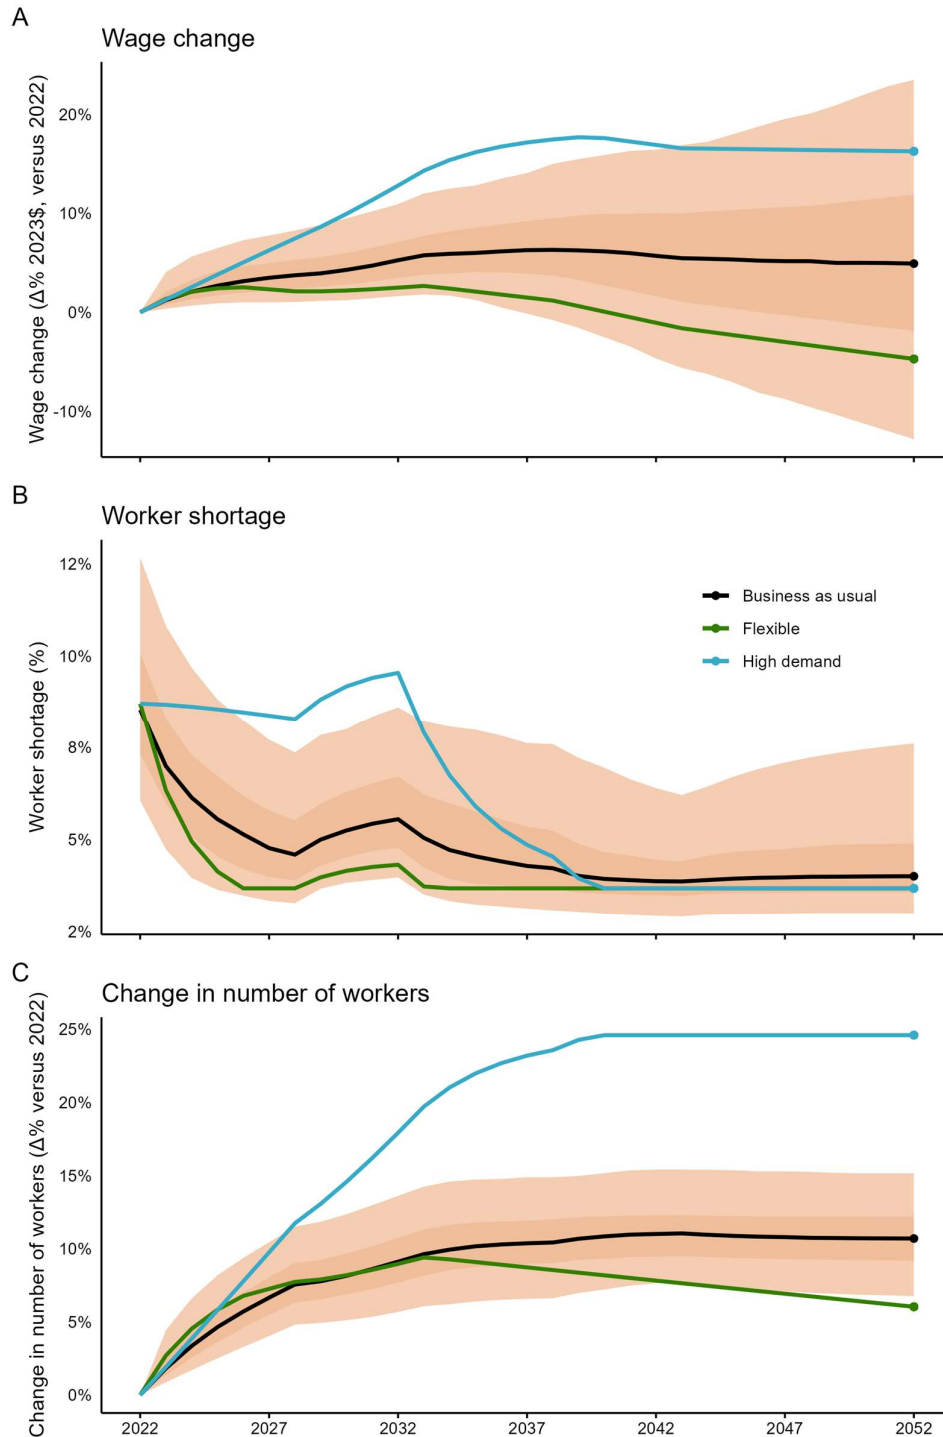 A
Wage change
Wage change (Δ% 2023$, versus 2022)
20%
10%
0%
-10%
B
Worker shortage
Worker shortage (%)
12%
10%
8%
5%
2%
Business as usual
Flexible
High demand
C
Change in number of workers
Change in number of workers (Δ% versus 2022)
25%
20%
15%
10%
5%
0%
2022 2027 2032 2037 2042 2047 2052